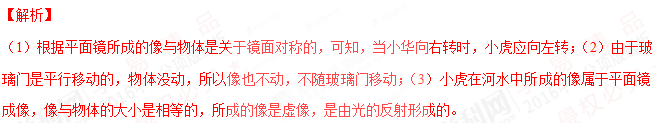 【解析】
（1）根据平面镜所成的像与物体是关于镜面对称的，可知，当小华向右转时，小虎应向左转；（2）由于玻
璃门是平行移动的，物体没动，所以像也不动，不随玻璃门移动；（3）小虎在河水中所成的像属于平面镜
成像，像与物体的大小是相等的，所成的像是虚像，是由光的反射形成的。